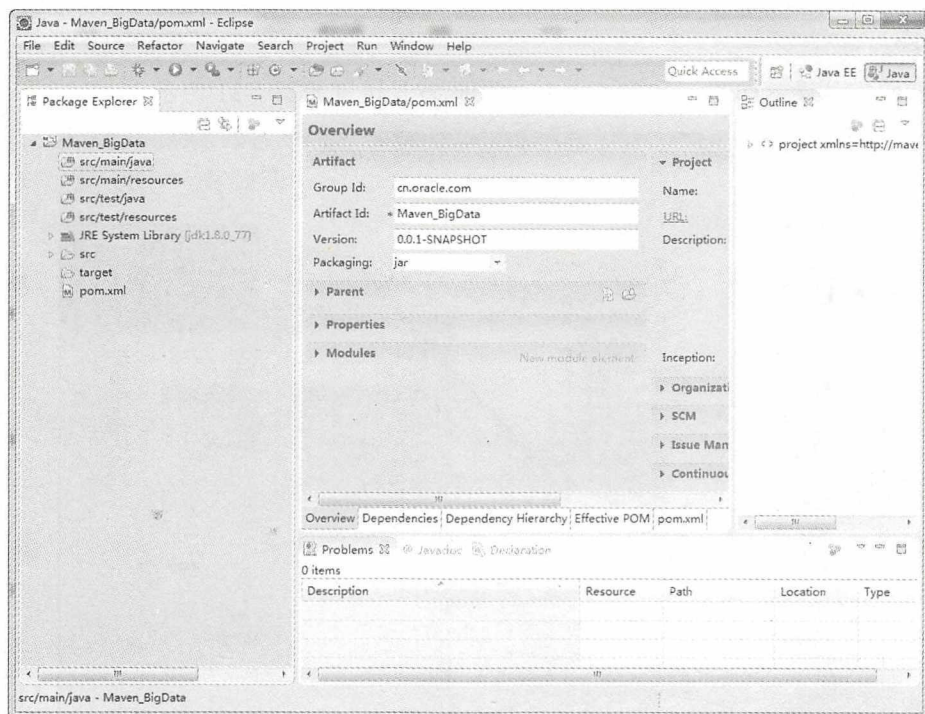 Java - Maven_BigData/pom.xml - Eclipse
File Edit Source Refactor Navigate Search Project Run Window Help
Quick Access
Java EE
Java
Package Explorer
Maven_BigData
src/main/java
src/main/resources
src/test/java
src/test/resources
JRE System Library [jdk1.8.0_77]
src
target
pom.xml
Maven_BigData/pom.xml
Overview
Artifact
Group Id: cn.oracle.com
Artifact Id: * Maven_BigData
Version: 0.0.1-SNAPSHOT
Packaging: jar
Parent
Properties
Modules
New module element
Project
Name:
URL:
Description:
Inception:
Organizati
SCM
Issue Man
Continuou
Overview Dependencies Dependency Hierarchy Effective POM pom.xml
Outline
project xmlns=http://mave
Problems Javadoc Declaration
0 items
Description Resource Path Location Type
src/main/java - Maven_BigData